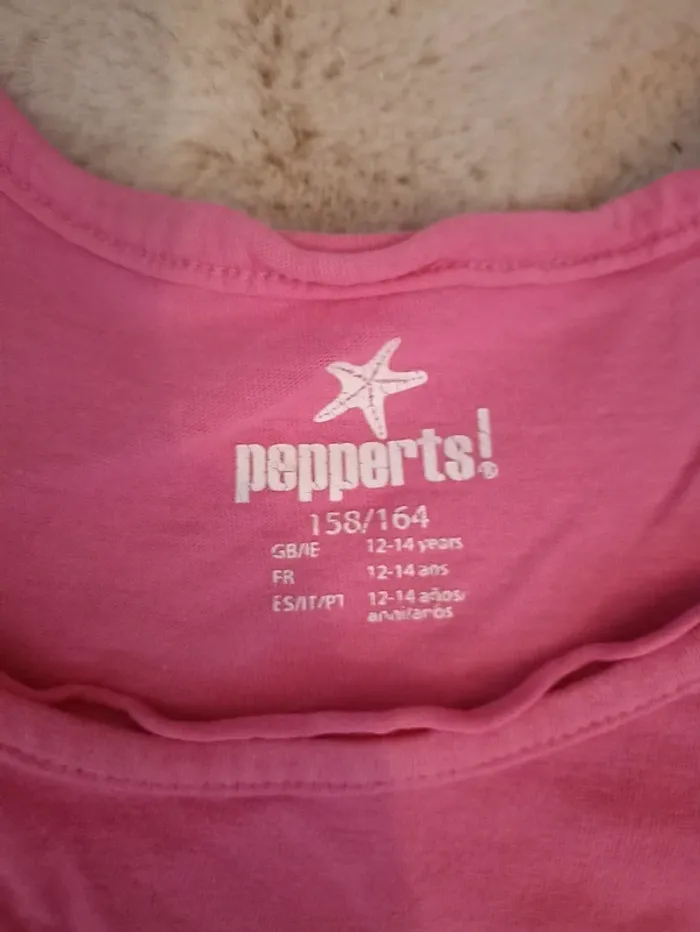 pepperts!®
158/164
GB/IE 12-14 years
FR 12-14 ans
ES/IT/PT 12-14 años/
anni/anos